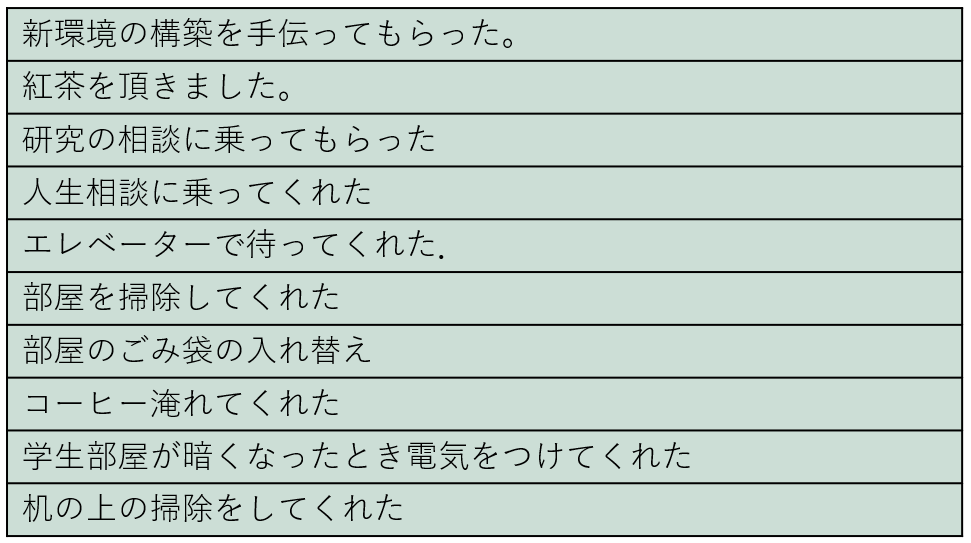 新環境の構築を手伝ってもらった。
紅茶を頂きました。
研究の相談に乗ってもらった
人生相談に乗ってくれた
エレベーターで待ってくれた．
部屋を掃除してくれた
部屋のごみ袋の入れ替え
コーヒー淹れてくれた
学生部屋が暗くなったとき電気をつけてくれた
机の上の掃除をしてくれた